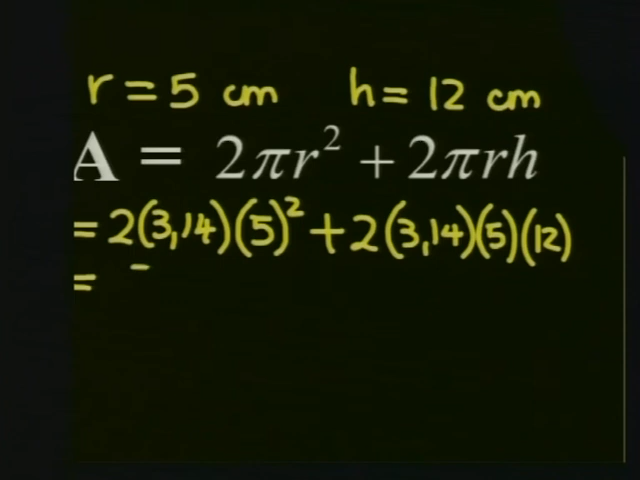 r = 5 cm h = 12 cm
A = 2πr² + 2πrh
= 2(3,14)(5)² + 2(3,14)(5)(12)
=